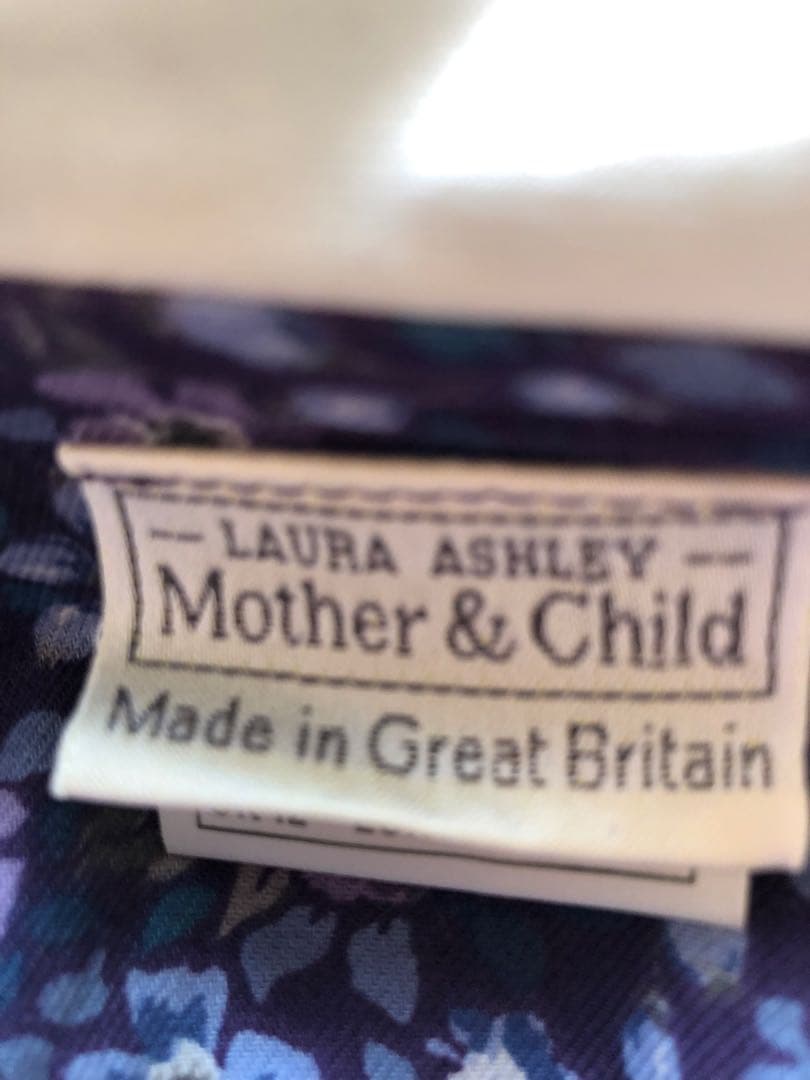 -- LAURA ASHLEY --
Mother & Child
Made in Great Britain